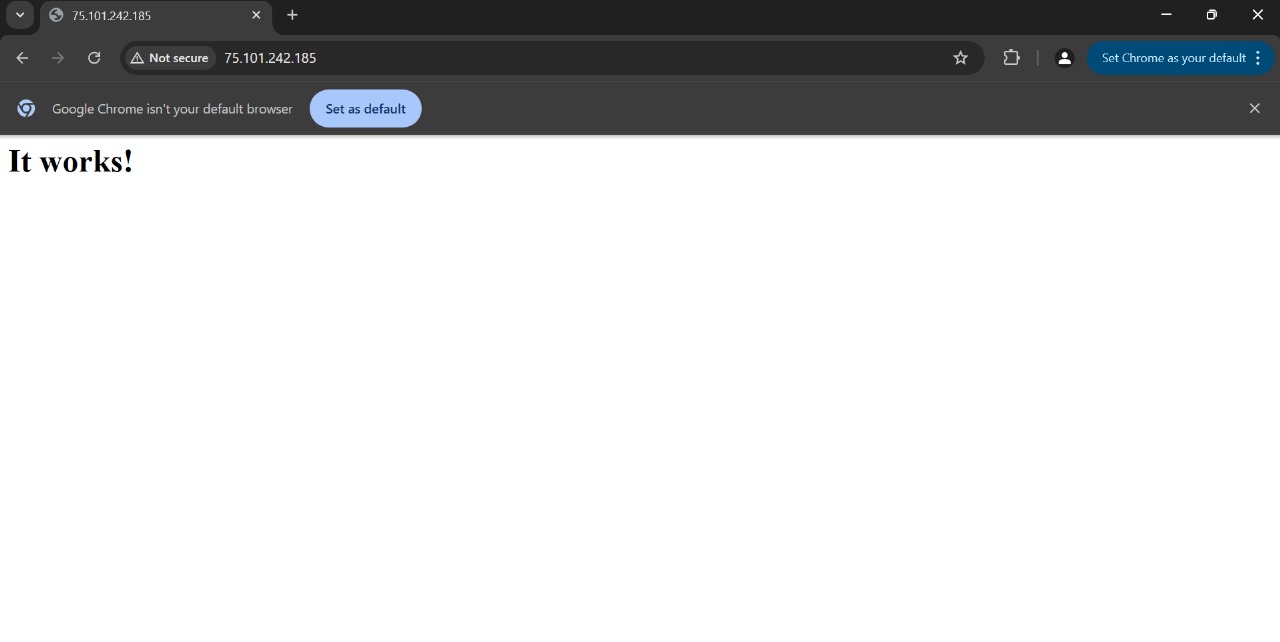 75.101.242.185
Not secure
75.101.242.185
Set Chrome as your default
Google Chrome isn't your default browser
Set as default
It works!